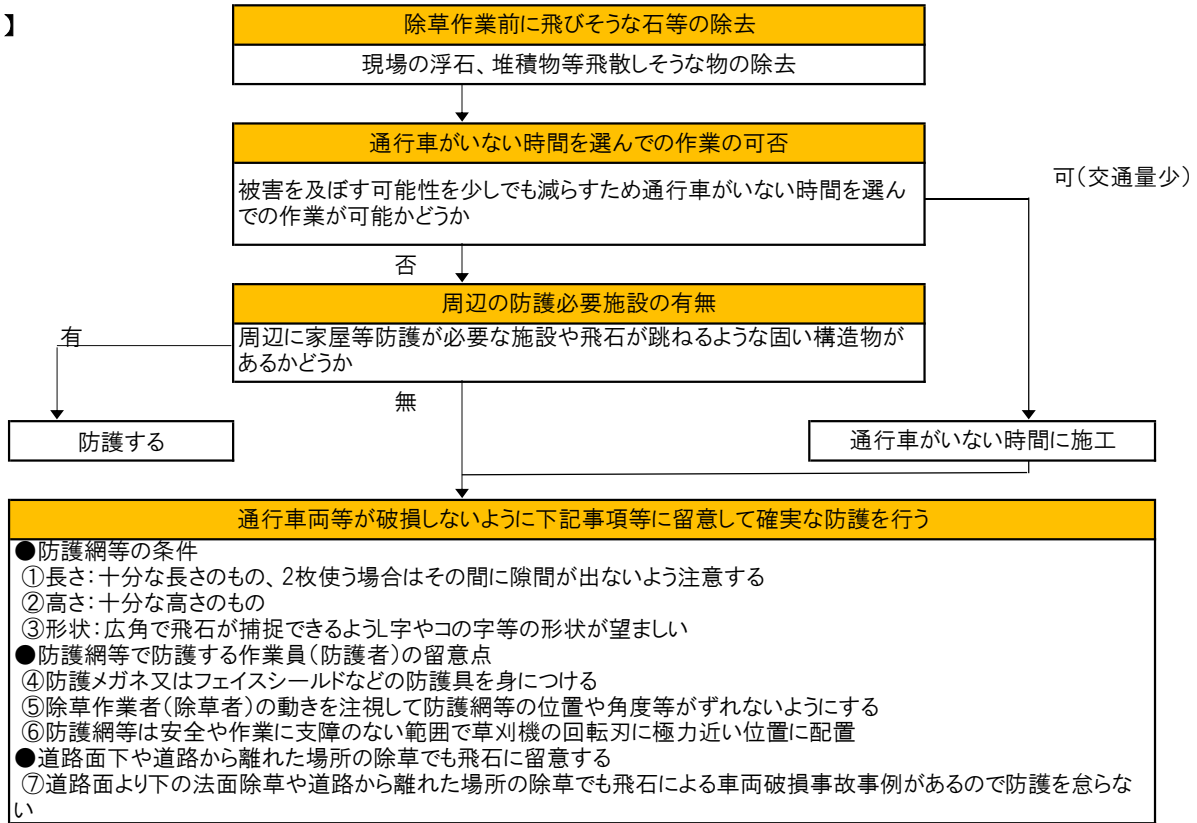 】
除草作業前に飛びそうな石等の除去
現場の浮石、堆積物等飛散しそうな物の除去
通行車がいない時間を選んでの作業の可否
被害を及ぼす可能性を少しでも減らすため通行車がいない時間を選ん
での作業が可能かどうか
可(交通量少)
否
周辺の防護必要施設の有無
周辺に家屋等防護が必要な施設や飛石が跳ねるような固い構造物が
あるかどうか
有
無
防護する
通行車がいない時間に施工
通行車両等が破損しないように下記事項等に留意して確実な防護を行う
●防護網等の条件
①長さ:十分な長さのもの、2枚使う場合はその間に隙間が出ないよう注意する
②高さ:十分な高さのもの
③形状:広角で飛石が捕捉できるようL字やコの字等の形状が望ましい
●防護網等で防護する作業員(防護者)の留意点
④防護メガネ又はフェイスシールドなどの防護具を身につける
⑤除草作業者(除草者)の動きを注視して防護網等の位置や角度等がずれないようにする
⑥防護網等は安全や作業に支障のない範囲で草刈機の回転刃に極力近い位置に配置
●道路面下や道路から離れた場所の除草でも飛石に留意する
⑦道路面より下の法面除草や道路から離れた場所の除草でも飛石による車両破損事故事例があるので防護を怠らな
い